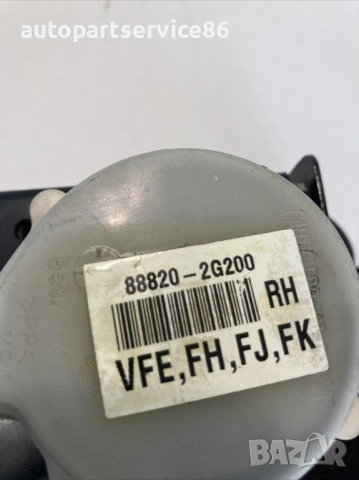 autopartservice86
88820-2G200
RH
VFE,FH,FJ,FK
BAZAR